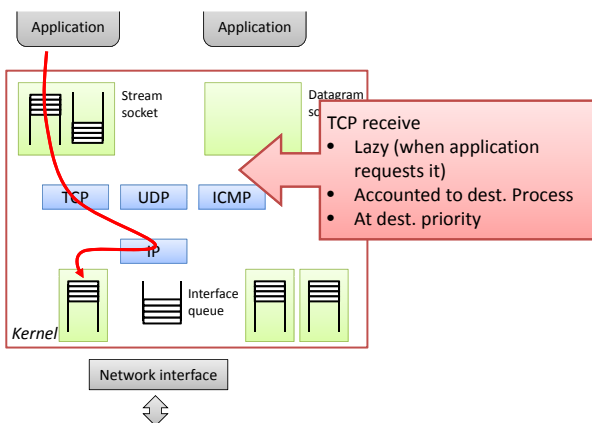 Application
Application
Stream
socket
Datagram
so
TCP receive
• Lazy (when application
requests it)
• Accounted to dest. Process
• At dest. priority
TCP
UDP
ICMP
IP
Interface
queue
Kernel
Network interface